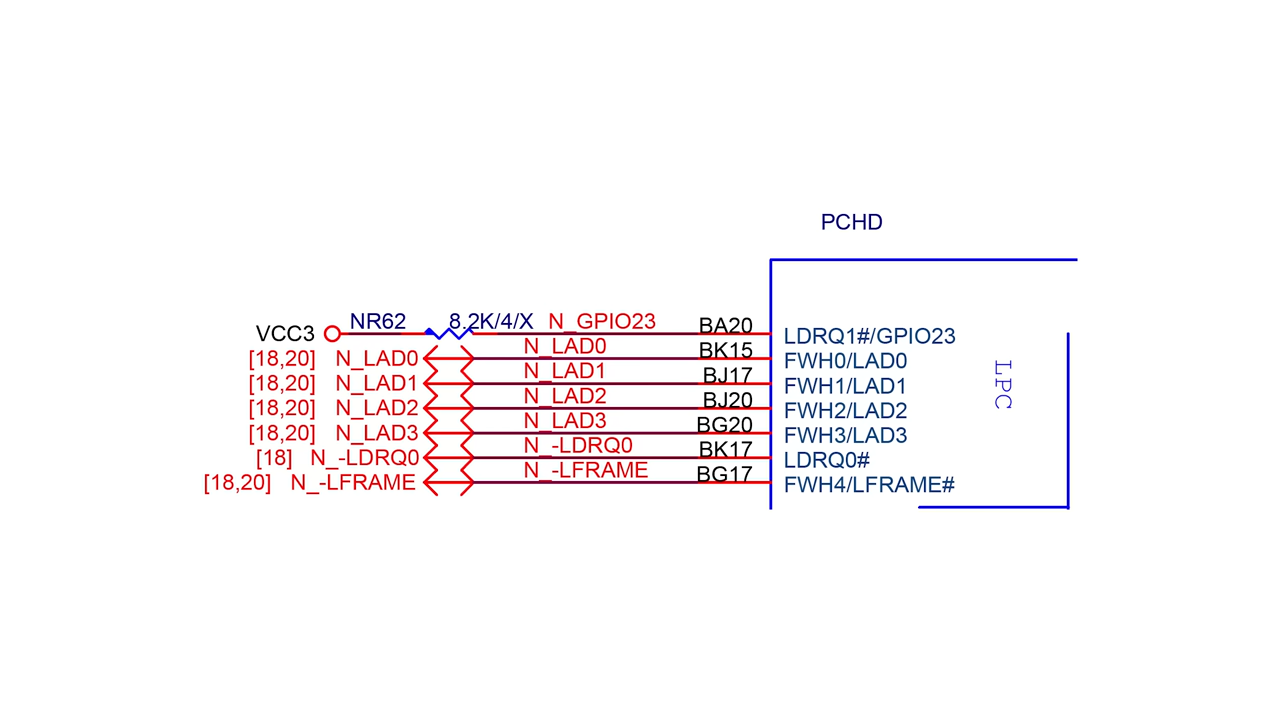 PCHD
VCC3 NR62 8.2K/4/X N_GPIO23 BA20 LDRQ1#/GPIO23
[18,20] N_LAD0 N_LAD0 BK15 FWH0/LAD0
[18,20] N_LAD1 N_LAD1 BJ17 FWH1/LAD1
[18,20] N_LAD2 N_LAD2 BJ20 FWH2/LAD2
[18,20] N_LAD3 N_LAD3 BG20 FWH3/LAD3
[18] N_-LDRQ0 N_-LDRQ0 BK17 LDRQ0#
[18,20] N_-LFRAME N_-LFRAME BG17 FWH4/LFRAME#
LPC